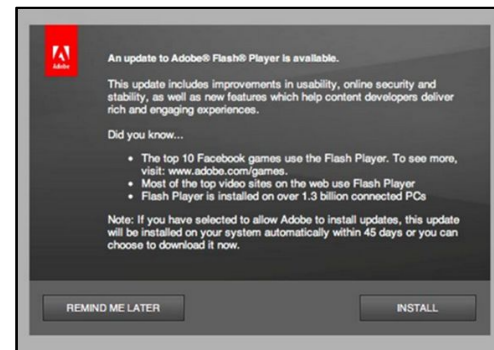 Adobe
An update to Adobe® Flash® Player is available.
This update includes improvements in usability, online security and
stability, as well as new features which help content developers deliver
rich and engaging experiences.
Did you know...
• The top 10 Facebook games use the Flash Player. To see more,
visit: www.adobe.com/games.
• Most of the top video sites on the web use Flash Player
• Flash Player is installed on over 1.3 billion connected PCs
Note: If you have selected to allow Adobe to install updates, this update
will be installed on your system automatically within 45 days or you can
choose to download it now.
REMIND ME LATER
INSTALL